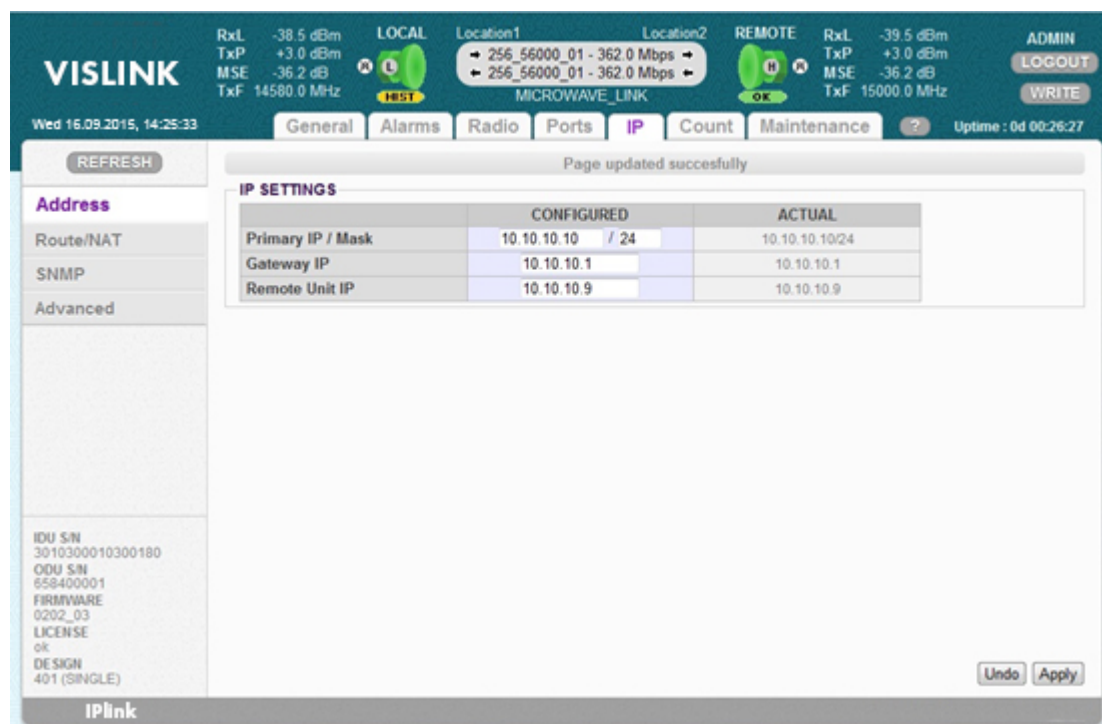 VISLINK
Wed 16.09.2015, 14:25:33
RxL -38.5 dBm
TxP +3.0 dBm
MSE -36.2 dB
TxF 14580.0 MHz
LOCAL
R L
HIST
Location1 Location2
→ 256_56000_01 - 362.0 Mbps →
← 256_56000_01 - 362.0 Mbps ←
MICROWAVE_LINK
REMOTE
H R
OK
RxL -39.5 dBm
TxP +3.0 dBm
MSE -36.2 dB
TxF 15000.0 MHz
ADMIN
LOGOUT
WRITE
General Alarms Radio Ports IP Count Maintenance ? Uptime : 0d 00:26:27
REFRESH
Address
Route/NAT
SNMP
Advanced
Page updated succesfully
IP SETTINGS
CONFIGURED ACTUAL
Primary IP / Mask 10.10.10.10 / 24 10.10.10.10/24
Gateway IP 10.10.10.1 10.10.10.1
Remote Unit IP 10.10.10.9 10.10.10.9
IDU S/N
3010300010300180
ODU S/N
658400001
FIRMWARE
0202_03
LICENSE
ok
DESIGN
401 (SINGLE)
Undo Apply
IPlink